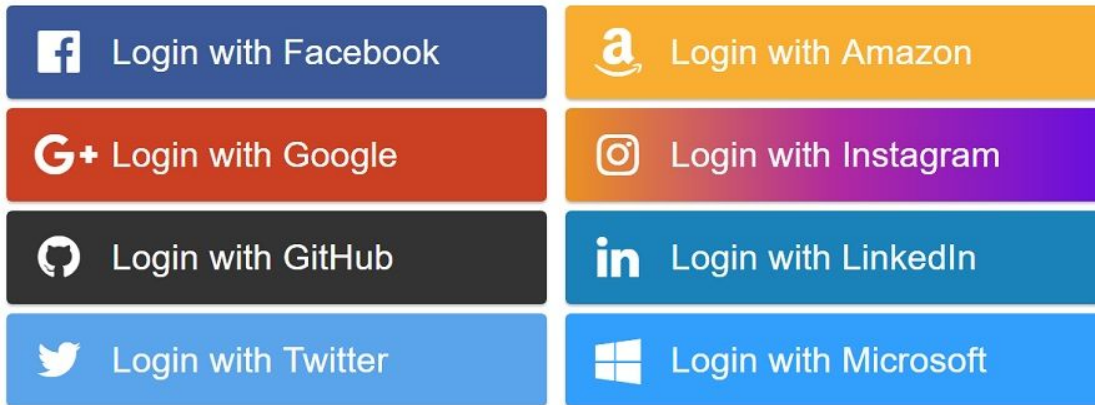 Login with Facebook
Login with Amazon
G+ Login with Google
Login with Instagram
Login with GitHub
in Login with LinkedIn
Login with Twitter
Login with Microsoft